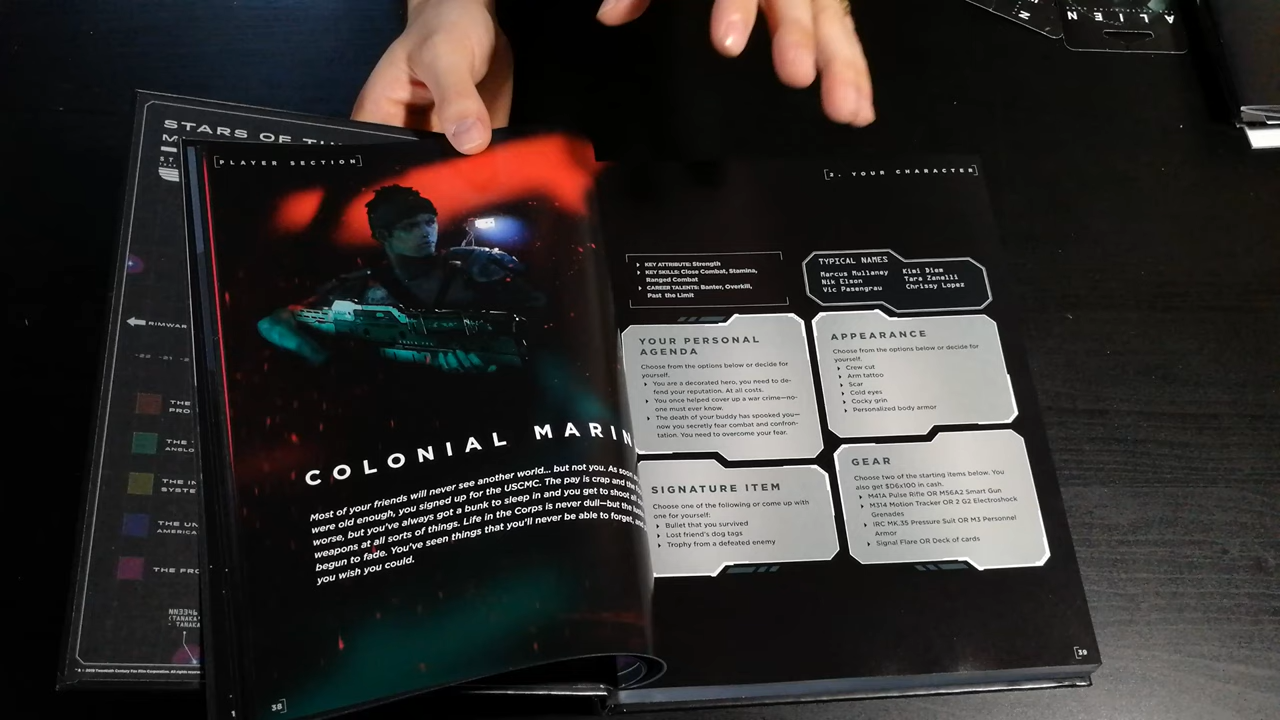 STARS OF
[PLAYER SECTION]
RIMWAR
THE
PRO
THE
ANGLO
THE
SYSTE
THE UN
AMERICA
THE PRO
NN3346
(TANAKA
- TANAKA
COLONIAL MARIN
Most of your friends will never see another world... but not you. As soon
were old enough, you signed up for the USCMC. The pay is crap and the
worse, but you've always got a bunk to sleep in and you get to shoot
weapons at all sorts of things. Life in the Corps is never dull—but the
begun to fade. You've seen things that you'll never be able to forget,
you wish you could.
[38]
[2. YOUR CHARACTER]
KEY ATTRIBUTE: Strength
KEY SKILLS: Close Combat, Stamina,
Ranged Combat
CAREER TALENTS: Banter, Overkill,
Past the Limit
TYPICAL NAMES
Marcus Mullaney
Nik Elson
Vic Pasengrau
Kimi Diem
Tara Zanelli
Chrissy Lopez
YOUR PERSONAL
AGENDA
Choose from the options below or decide for
yourself.
You are a decorated hero, you need to de-
fend your reputation. At all costs.
You once helped cover up a war crime—no-
one must ever know.
The death of your buddy has spooked you—
now you secretly fear combat and confron-
tation. You need to overcome your fear.
APPEARANCE
Choose from the options below or decide for
yourself.
Crew cut
Arm tattoo
Scar
Cold eyes
Cocky grin
Personalized body armor
SIGNATURE ITEM
Choose one of the following or come up with
one for yourself:
Bullet that you survived
Lost friend's dog tags
Trophy from a defeated enemy
GEAR
Choose two of the starting items below. You
also get $D6x100 in cash.
M41A Pulse Rifle OR M56A2 Smart Gun
M314 Motion Tracker OR 2 G2 Electroshock
Grenades
IRC MK.35 Pressure Suit OR M3 Personnel
Armor
Signal Flare OR Deck of cards
[39]
ALIEN